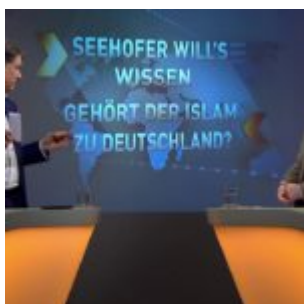 SEEHOFER WILL'S
WISSEN
GEHÖRT DER ISLAM
ZU DEUTSCHLAND?